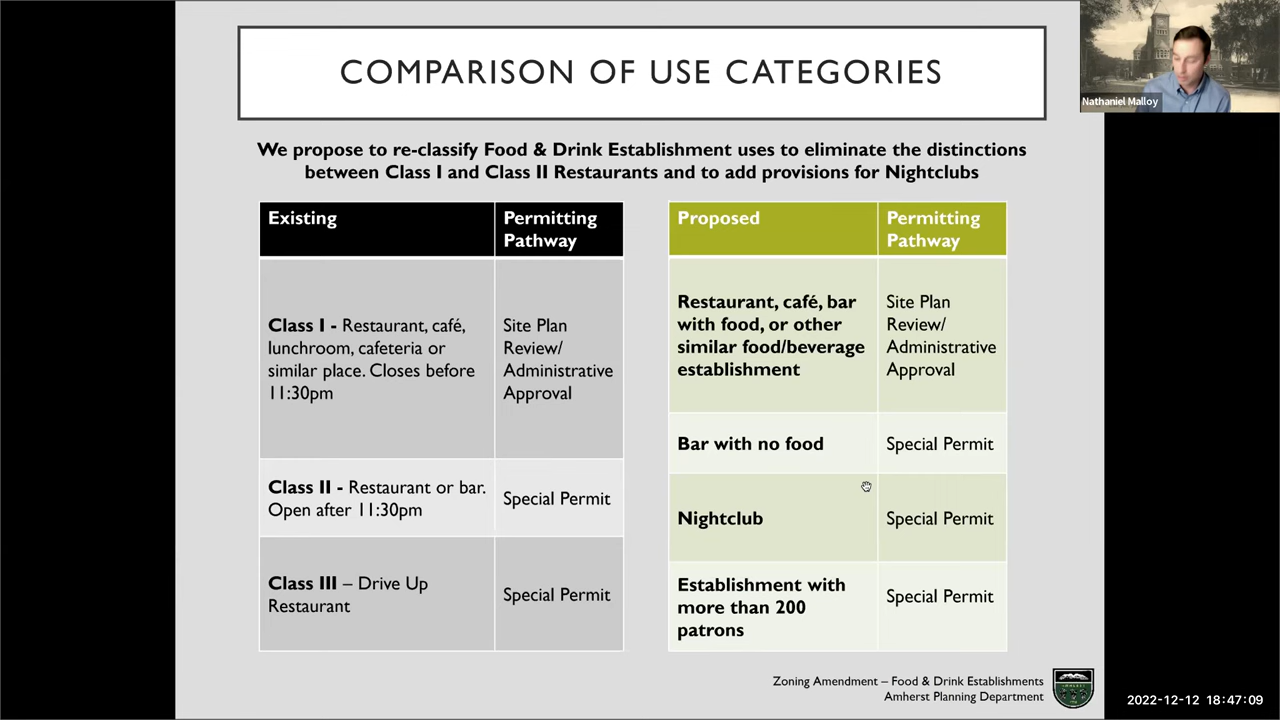 COMPARISON OF USE CATEGORIES
Nathaniel Malloy
We propose to re-classify Food & Drink Establishment uses to eliminate the distinctions
between Class I and Class II Restaurants and to add provisions for Nightclubs
Existing
Permitting
Pathway
Class I - Restaurant, café,
lunchroom, cafeteria or
similar place. Closes before
11:30pm
Site Plan
Review/
Administrative
Approval
Class II - Restaurant or bar.
Open after 11:30pm
Special Permit
Class III – Drive Up
Restaurant
Special Permit
Proposed
Permitting
Pathway
Restaurant, café, bar
with food, or other
similar food/beverage
establishment
Site Plan
Review/
Administrative
Approval
Bar with no food
Special Permit
Nightclub
Special Permit
Establishment with
more than 200
patrons
Special Permit
Zoning Amendment – Food & Drink Establishments
Amherst Planning Department
2022-12-12 18:47:09